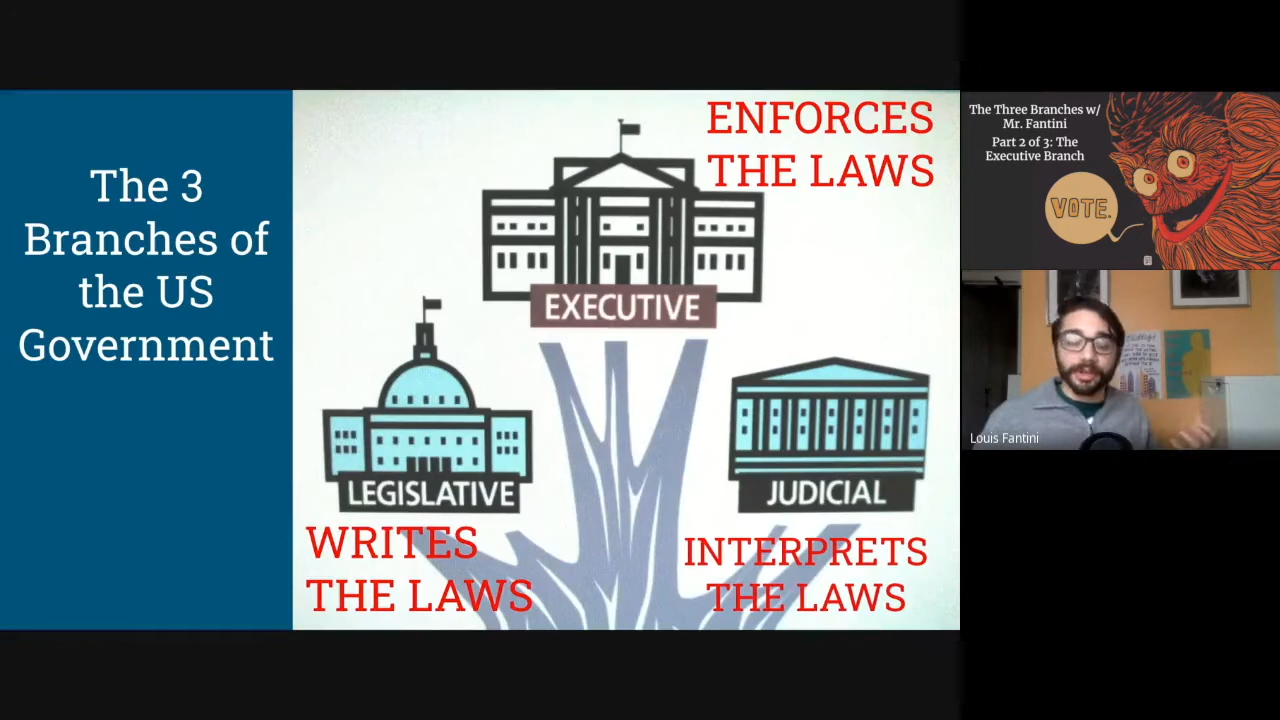 The 3
Branches of
the US
Government
ENFORCES
THE LAWS
EXECUTIVE
LEGISLATIVE
JUDICIAL
WRITES
THE LAWS
INTERPRETS
THE LAWS
The Three Branches w/
Mr. Fantini
Part 2 of 3: The
Executive Branch
VOTE.
Louis Fantini